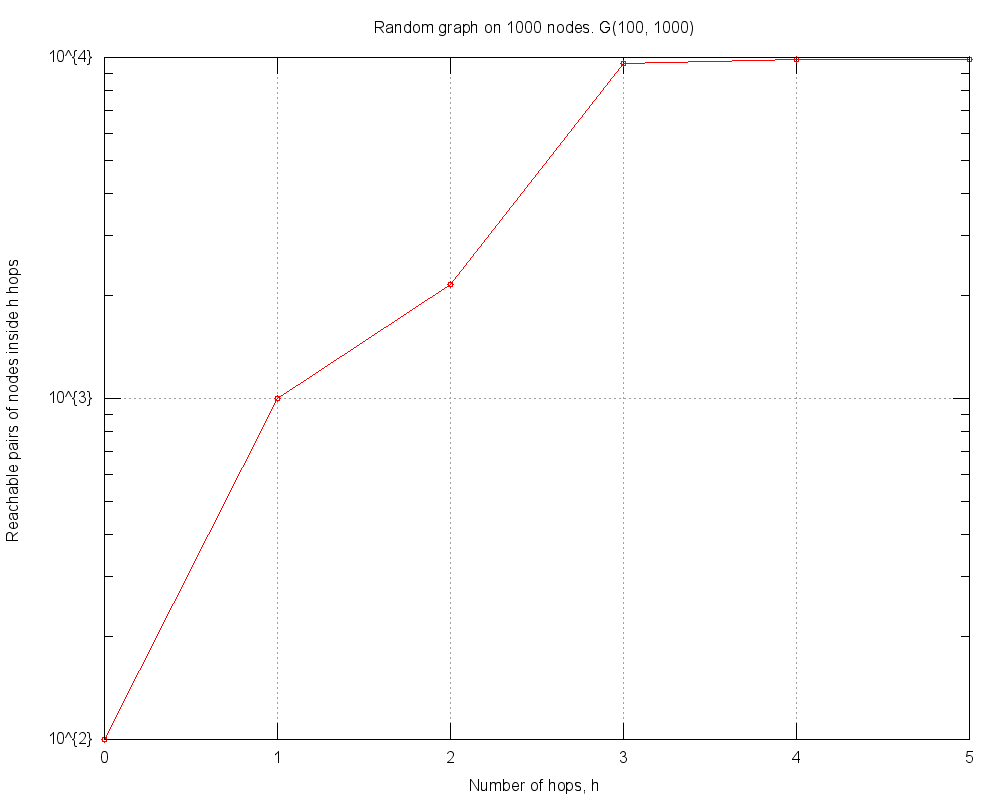 Random graph on 1000 nodes. G(100, 1000)
10^{4}
10^{3}
10^{2}
Reachable pairs of nodes inside h hops
0 1 2 3 4 5
Number of hops, h